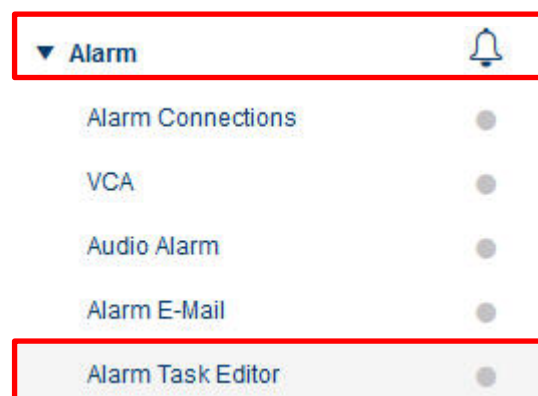 Alarm
Alarm Connections
VCA
Audio Alarm
Alarm E-Mail
Alarm Task Editor